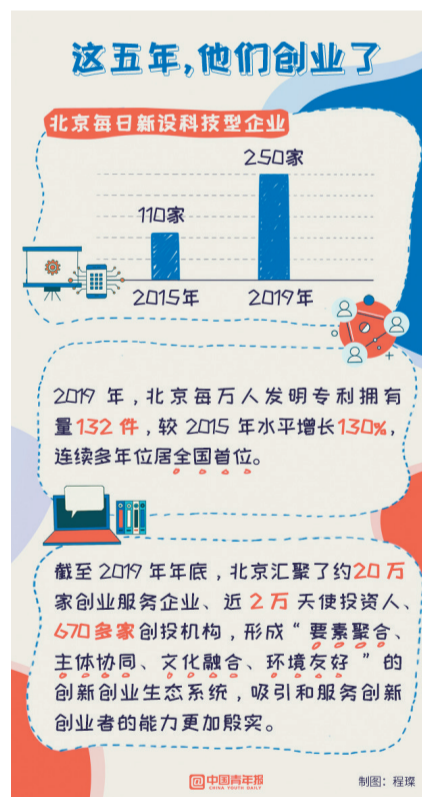 这五年,他们创业了
北京每日新设科技型企业
250家
110家
2015年
2019年
2019 年,北京每万人发明专利拥有
量132 件,较 2015 年水平增长130%,
连续多年位居全国首位。
截至 2019 年年底,北京汇聚了约20 万
家创业服务企业、近 2 万 天使投资人、
670多家创投机构,形成“要素聚合、
主体协同、文化融合、环境友好”的
创新创业生态系统,吸引和服务创新
创业者的能力更加殷实。
中国青年报
CHINA YOUTH DAILY
制图:程璨